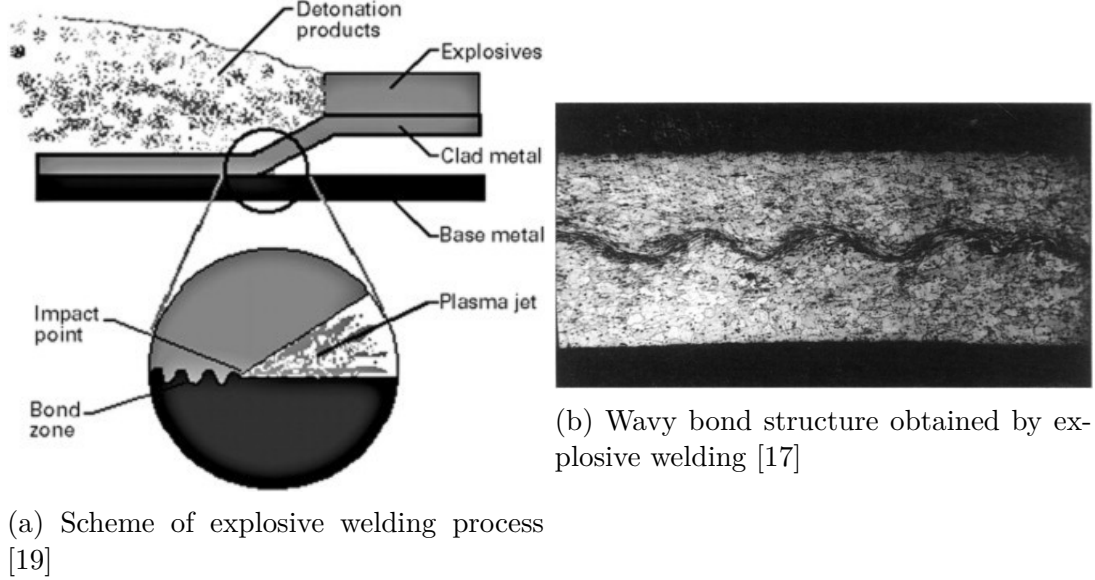 Detonation
products
Explosives
Clad metal
Base metal
Plasma jet
Impact
point
Bond
zone
(a) Scheme of explosive welding process
[19]
(b) Wavy bond structure obtained by ex-
plosive welding [17]